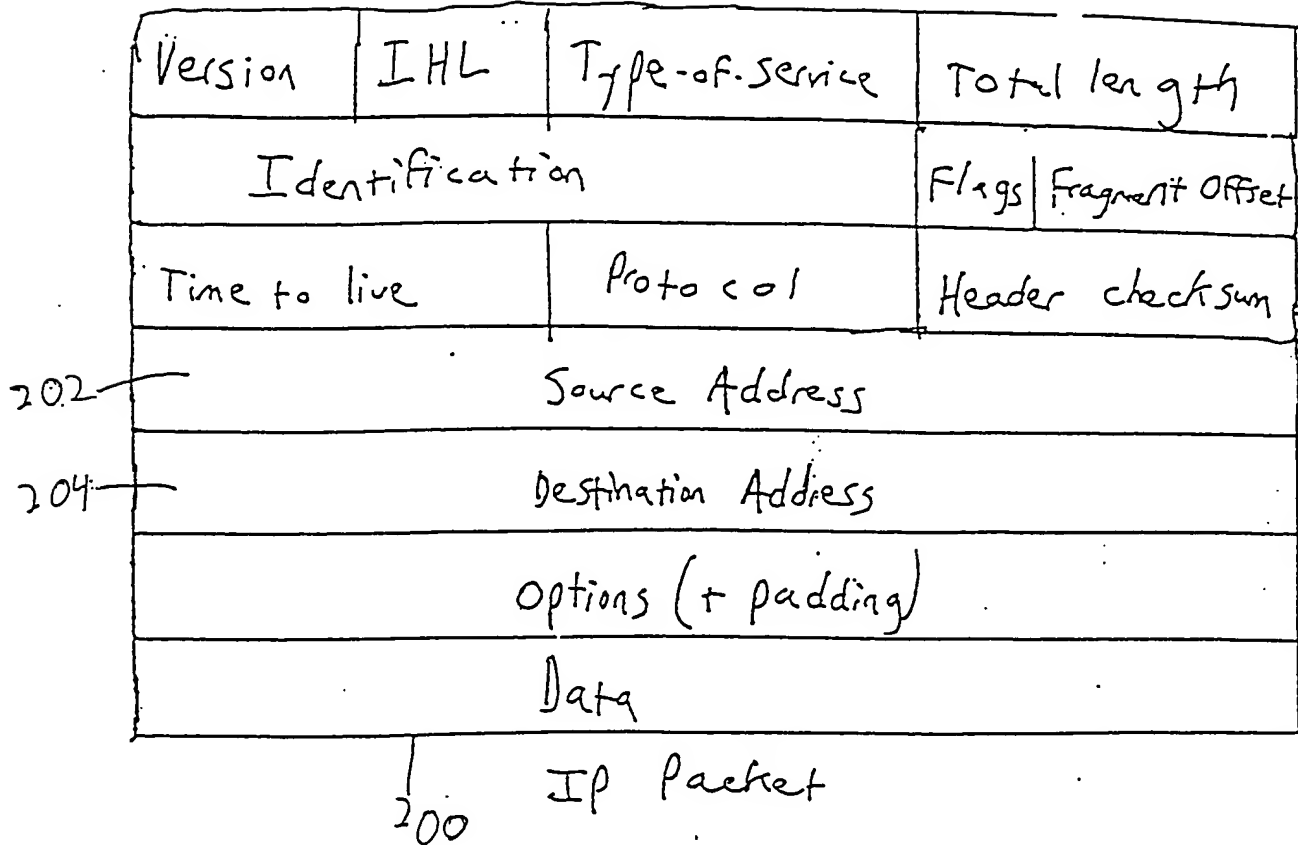 Version IHL Type-of-service Total length
Identification Flags Fragment Offset
Time to live Protocol Header checksum
202 Source Address
204 Destination Address
Options (+ padding)
Data
200 IP Packet